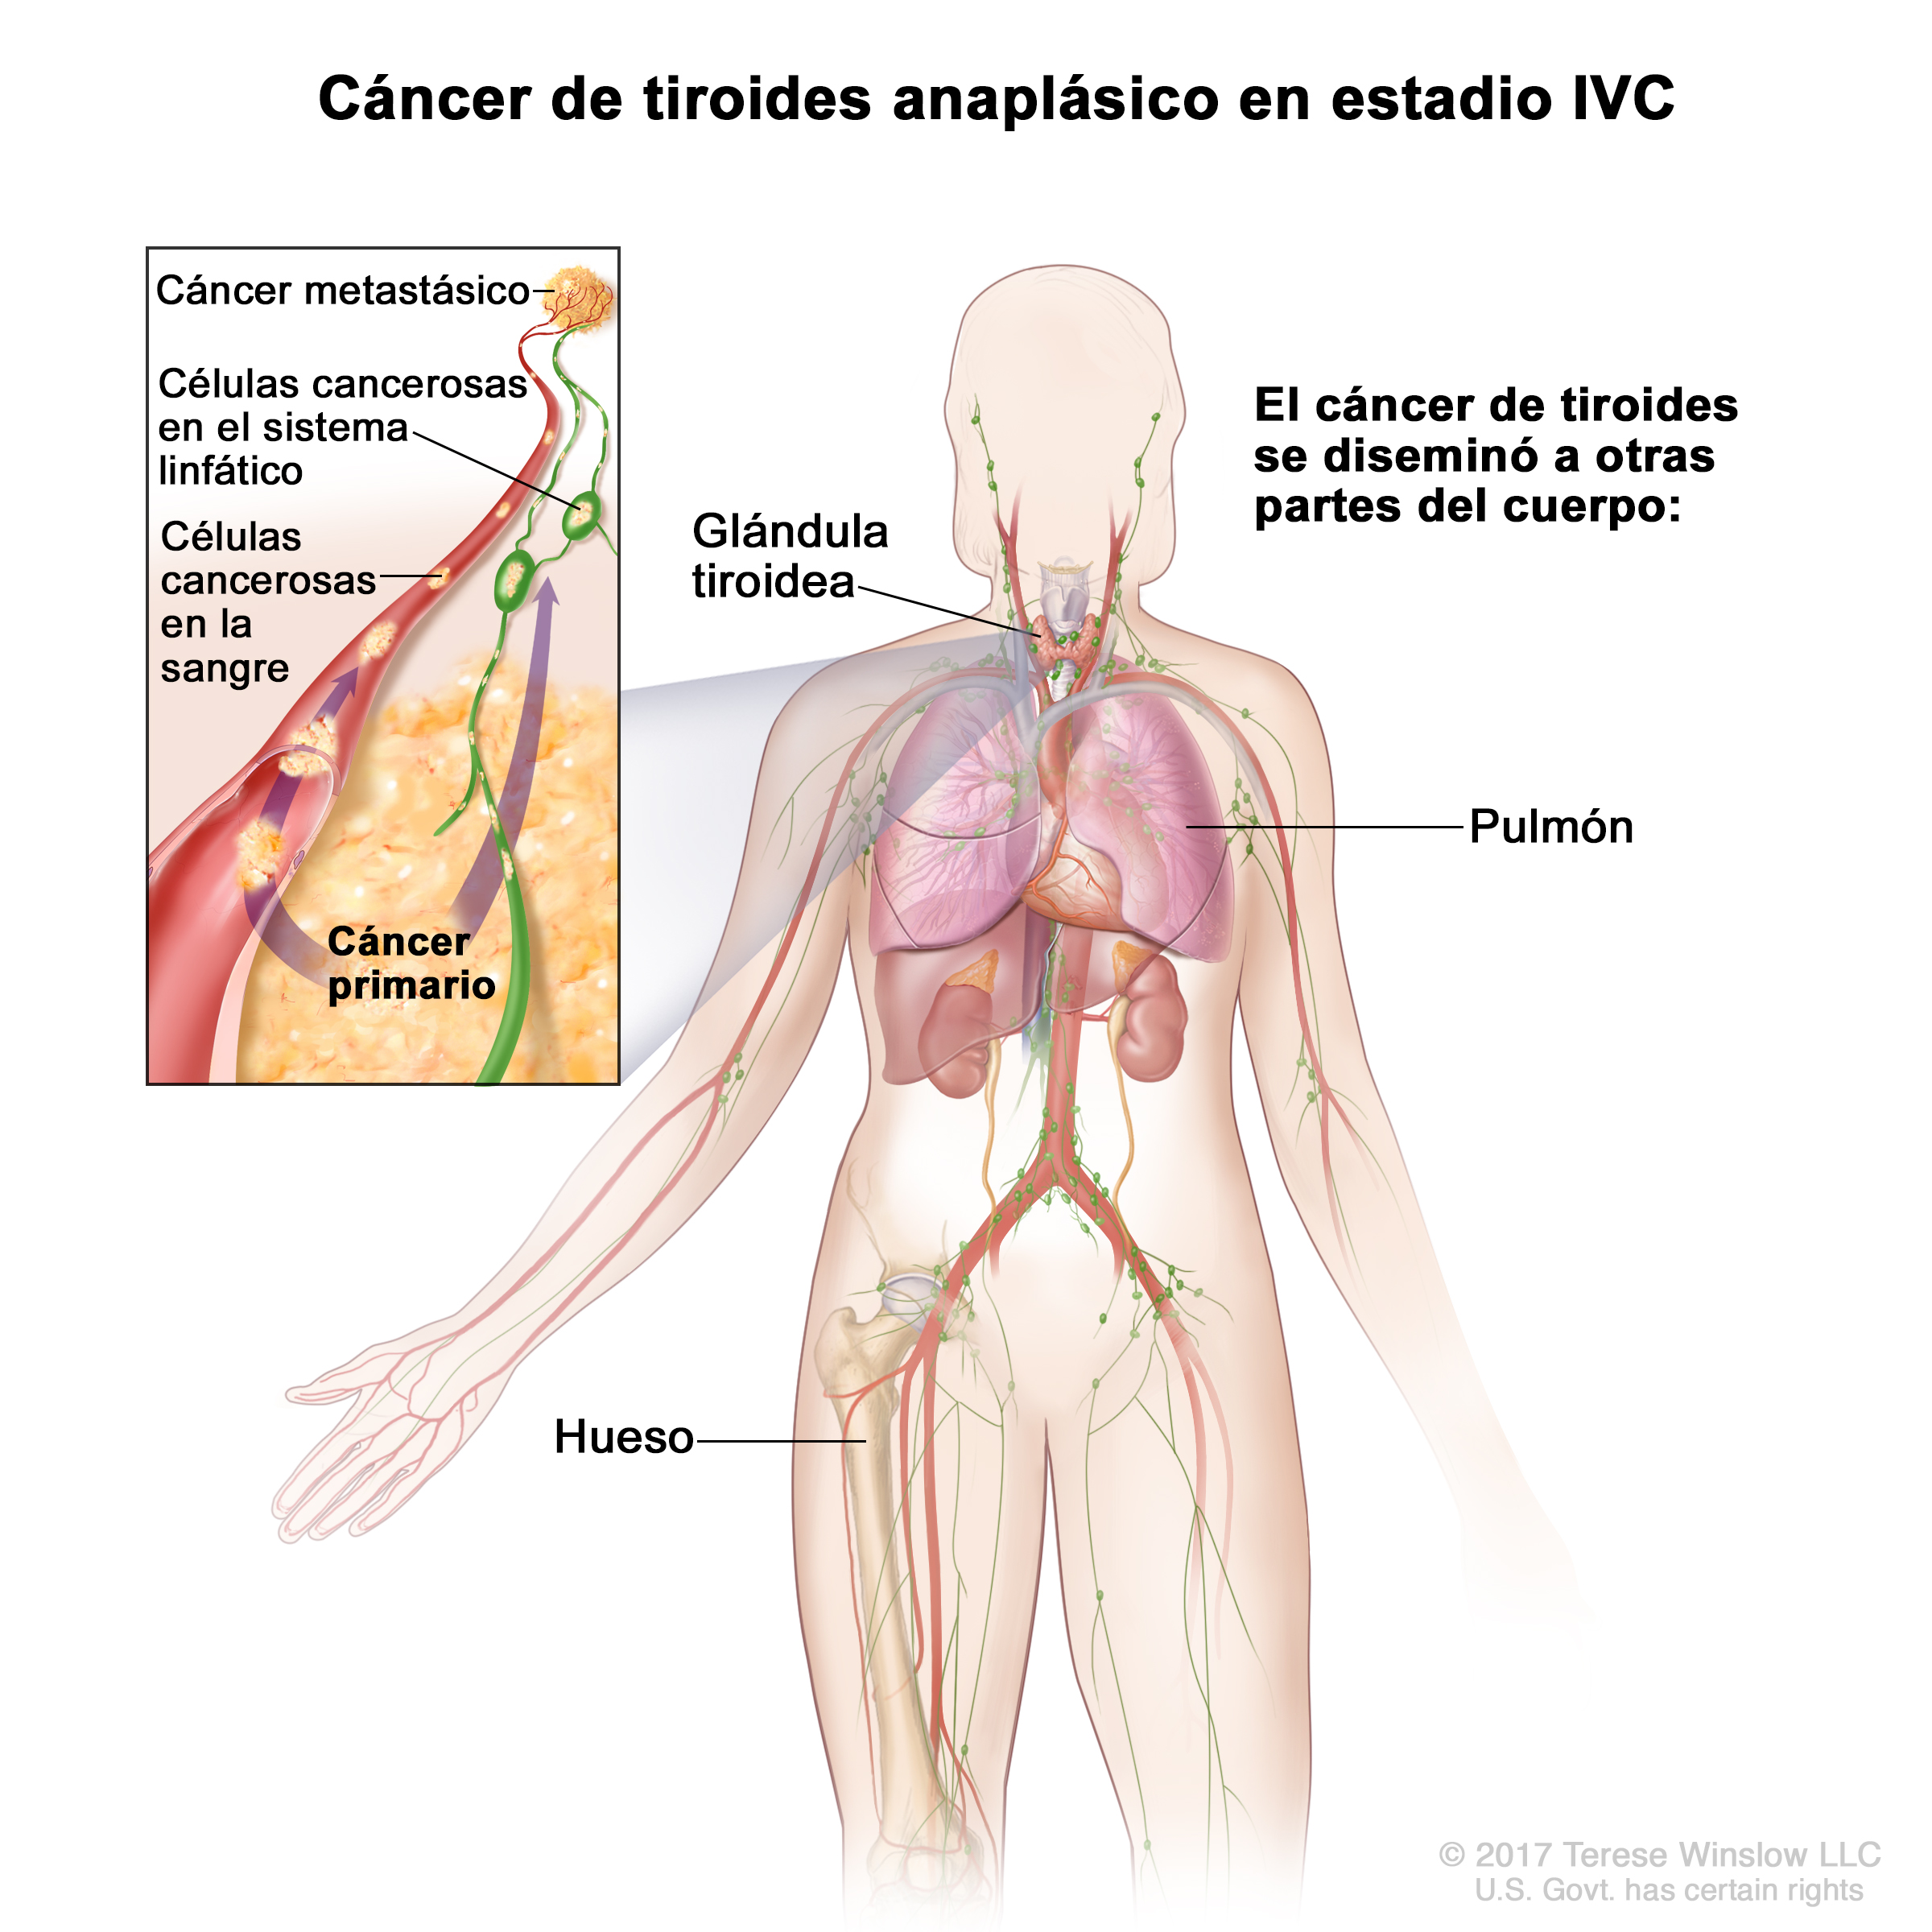 Cáncer de tiroides anaplásico en estadio IVC
Cáncer metastásico
Células cancerosas
en el sistema
linfático
Células
cancerosas
en la
sangre
Cáncer
primario
Glándula
tiroidea
El cáncer de tiroides
se diseminó a otras
partes del cuerpo:
Pulmón
Hueso
© 2017 Terese Winslow LLC
U.S. Govt. has certain rights